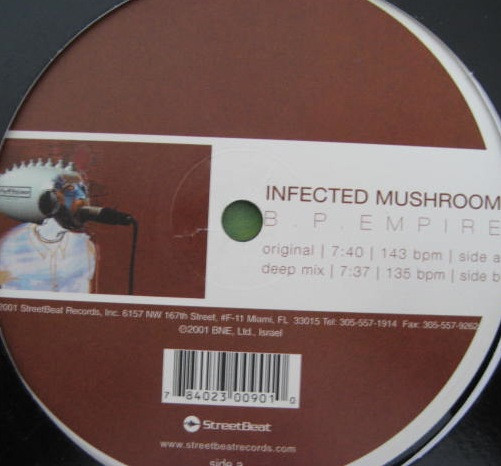 INFECTED MUSHROOM
B.P.EMPIRE
original | 7:40 | 143 bpm | side a
deep mix | 7:37 | 135 bpm | side b
2001 StreetBeat Records, Inc. 6157 NW 167th Street, #F-11 Miami, FL 33015 Tel: 305-557-1914 Fax: 305-557-9262
©2001 BNE, Ltd., Israel
7 84023 00901 0
StreetBeat
www.streetbeatrecords.com
side a